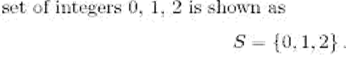 set of integers 0, 1, 2 is shown as
S = {0, 1, 2} .